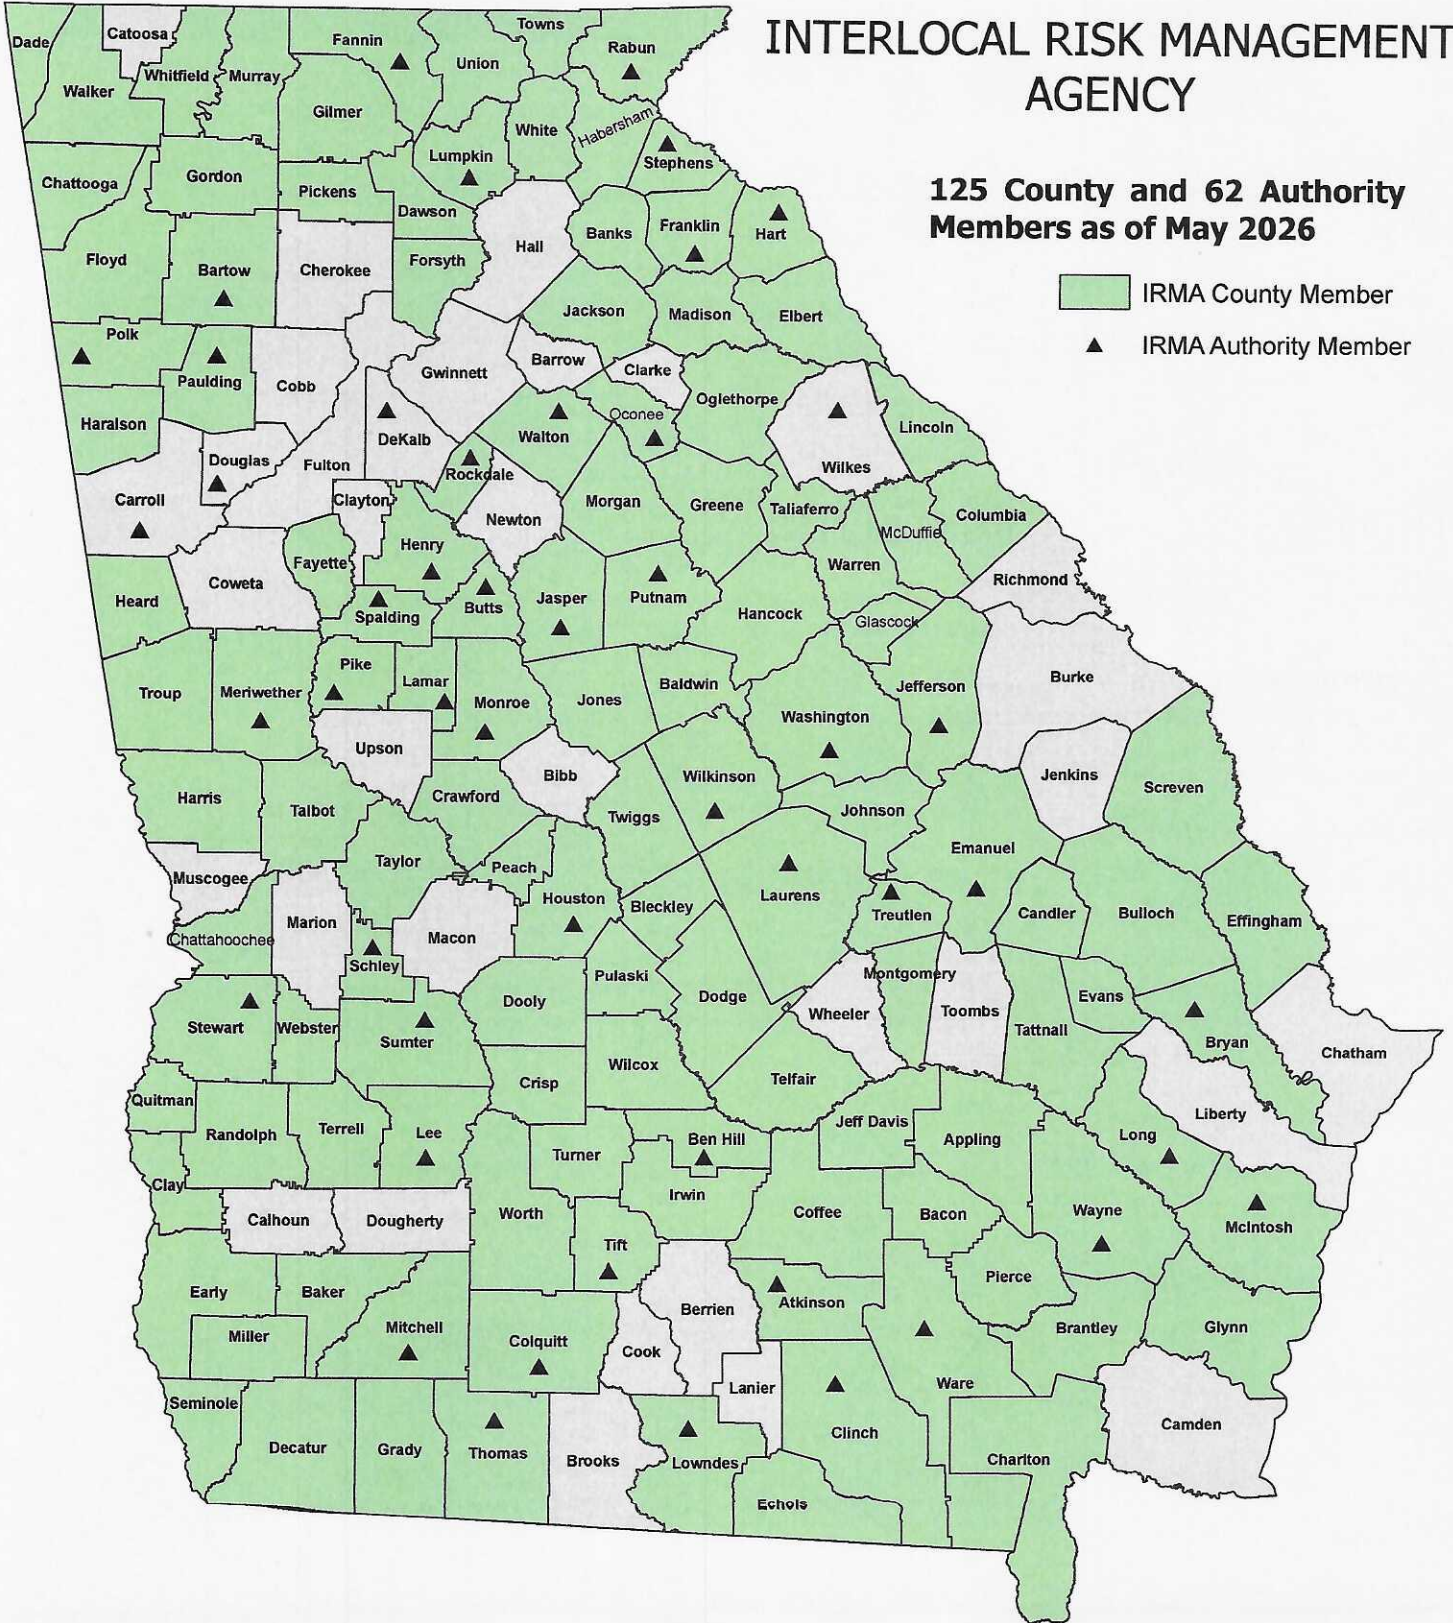 INTERLOCAL RISK MANAGEMENT
AGENCY
125 County and 62 Authority
Members as of May 2026
IRMA County Member
IRMA Authority Member
Dade
Catoosa
Fannin
Towns
Rabun
Union
Walker
Whitfield
Murray
Gilmer
White
Habersham
Lumpkin
Stephens
Chattooga
Gordon
Pickens
Dawson
Banks
Franklin
Hart
Hall
Floyd
Bartow
Cherokee
Forsyth
Jackson
Madison
Elbert
Polk
Paulding
Cobb
Gwinnett
Barrow
Clarke
Oglethorpe
Haralson
DeKalb
Walton
Oconee
Wilkes
Lincoln
Douglas
Fulton
Rockdale
Carroll
Clayton
Newton
Morgan
Greene
Taliaferro
McDuffie
Columbia
Henry
Fayette
Coweta
Warren
Richmond
Heard
Spalding
Butts
Jasper
Putnam
Hancock
Glascock
Troup
Meriwether
Pike
Lamar
Monroe
Jones
Baldwin
Jefferson
Burke
Washington
Upson
Bibb
Wilkinson
Jenkins
Screven
Harris
Talbot
Crawford
Twiggs
Johnson
Taylor
Peach
Emanuel
Muscogee
Houston
Laurens
Bleckley
Treutlen
Candler
Bulloch
Effingham
Marion
Macon
Chattahoochee
Schley
Pulaski
Montgomery
Stewart
Webster
Sumter
Dooly
Dodge
Wheeler
Toombs
Tattnall
Evans
Bryan
Chatham
Quitman
Crisp
Wilcox
Telfair
Liberty
Randolph
Terrell
Lee
Turner
Ben Hill
Jeff Davis
Appling
Long
Clay
Calhoun
Dougherty
Worth
Irwin
Coffee
Bacon
Wayne
McIntosh
Tift
Early
Baker
Berrien
Atkinson
Pierce
Miller
Mitchell
Colquitt
Cook
Brantley
Glynn
Seminole
Lanier
Ware
Decatur
Grady
Thomas
Brooks
Lowndes
Clinch
Charlton
Camden
Echols